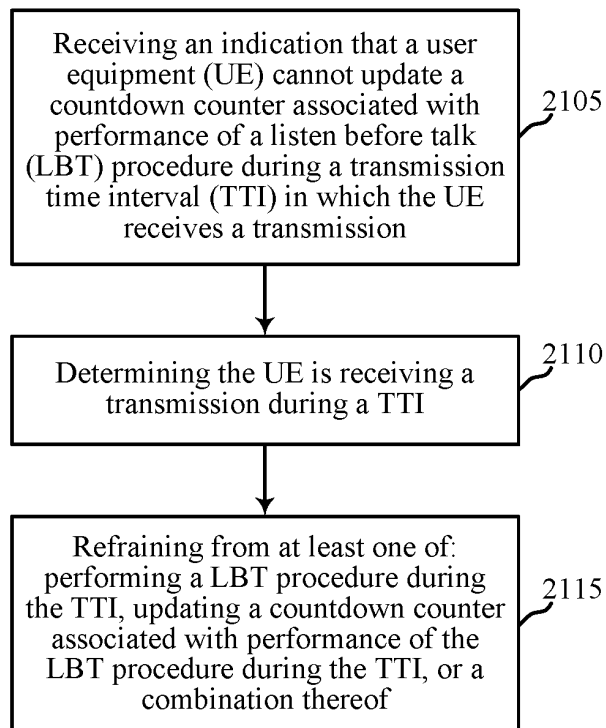 Receiving an indication that a user
equipment (UE) cannot update a
countdown counter associated with
performance of a listen before talk
(LBT) procedure during a transmission
time interval (TTI) in which the UE
receives a transmission
2105
Determining the UE is receiving a
transmission during a TTI
2110
Refraining from at least one of:
performing a LBT procedure during
the TTI, updating a countdown counter
associated with performance of the
LBT procedure during the TTI, or a
combination thereof
2115